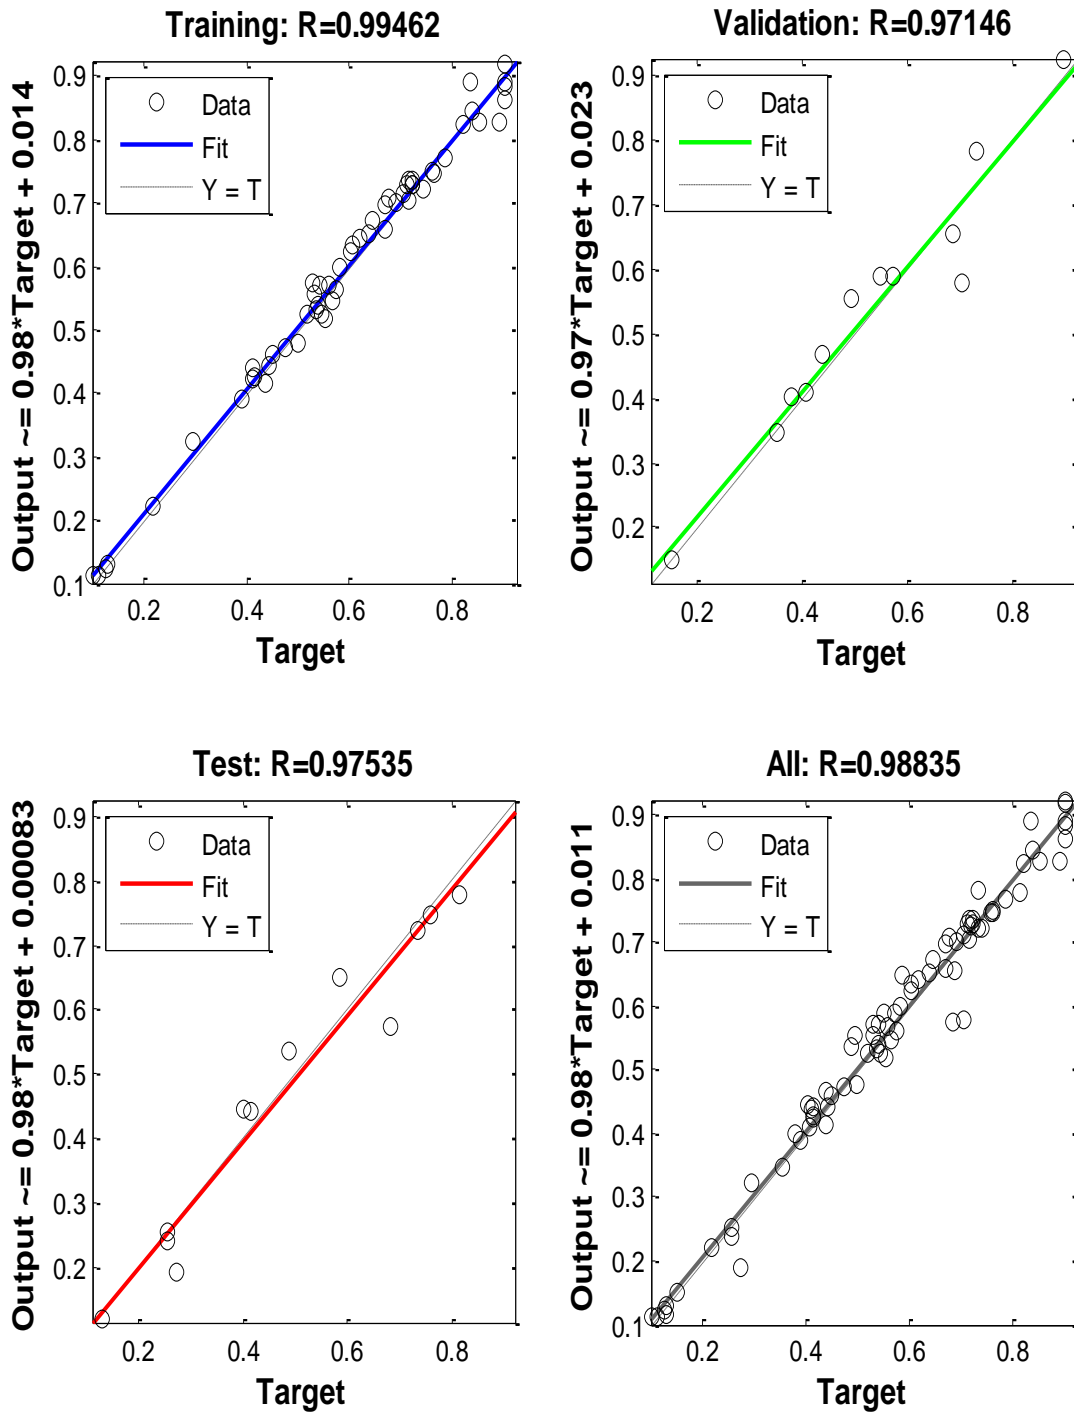 Training: R=0.99462
Output ~= 0.98*Target + 0.014
Data
Fit
Y = T
0.9
0.8
0.7
0.6
0.5
0.4
0.3
0.2
0.1
0.2
0.4
0.6
0.8
Target
Validation: R=0.97146
Output ~= 0.97*Target + 0.023
Data
Fit
Y = T
0.9
0.8
0.7
0.6
0.5
0.4
0.3
0.2
0.2
0.4
0.6
0.8
Target
Test: R=0.97535
Output ~= 0.98*Target + 0.00083
Data
Fit
Y = T
0.9
0.8
0.7
0.6
0.5
0.4
0.3
0.2
0.2
0.4
0.6
0.8
Target
All: R=0.98835
Output ~= 0.98*Target + 0.011
Data
Fit
Y = T
0.9
0.8
0.7
0.6
0.5
0.4
0.3
0.2
0.1
0.2
0.4
0.6
0.8
Target